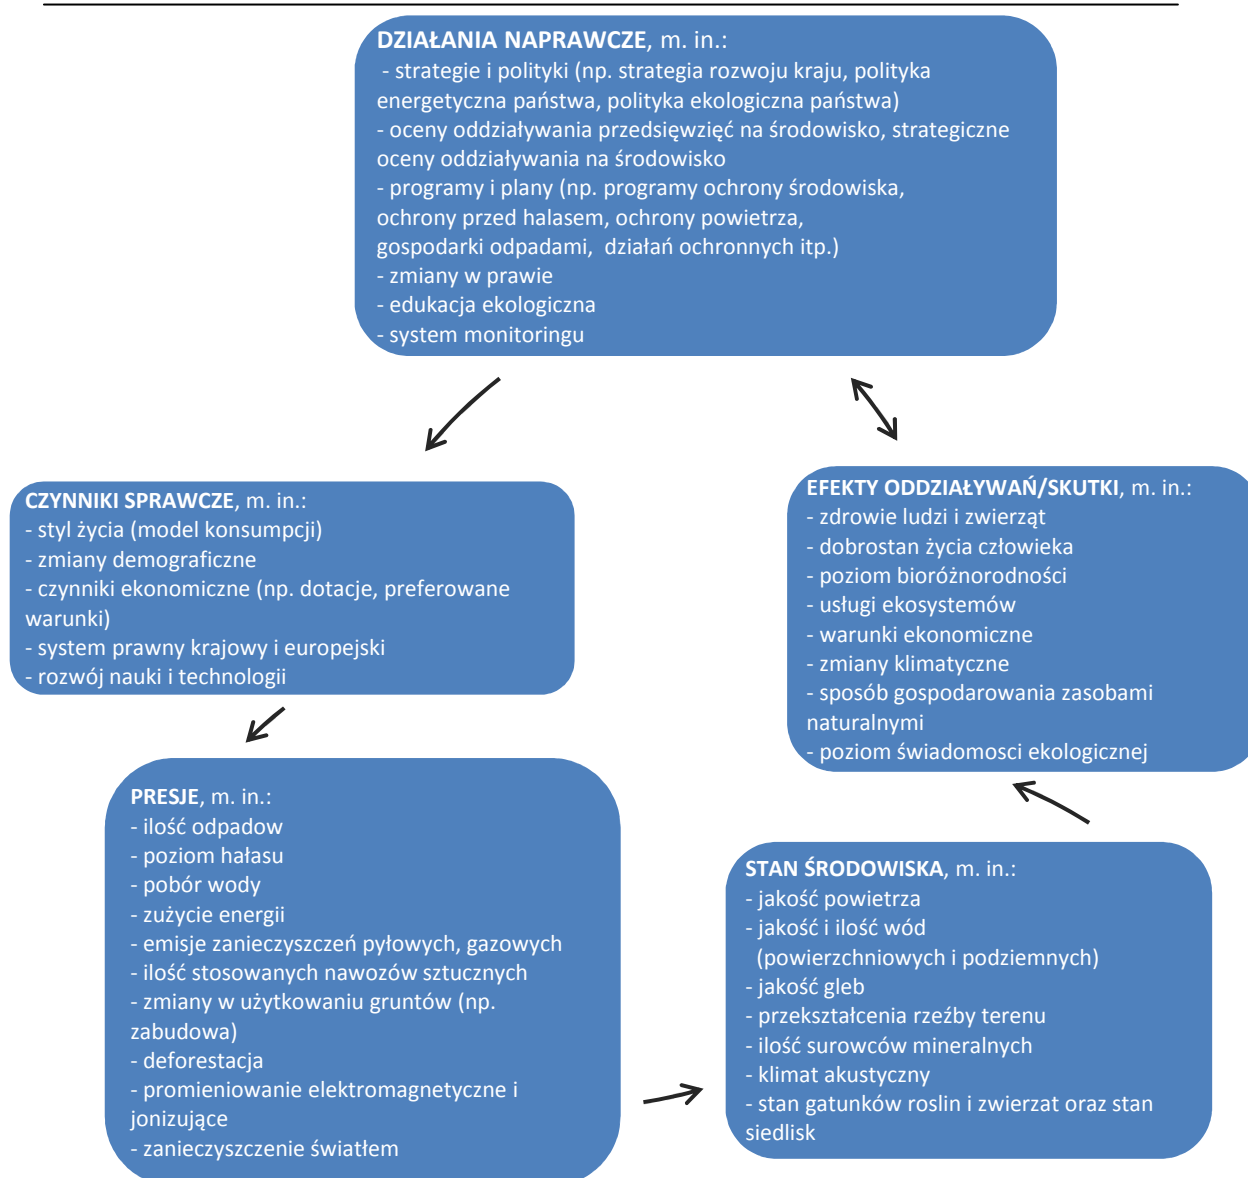 DZIAŁANIA NAPRAWCZE, m. in.:
- strategie i polityki (np. strategia rozwoju kraju, polityka
energetyczna państwa, polityka ekologiczna państwa)
- oceny oddziaływania przedsięwzięć na środowisko, strategiczne
oceny oddziaływania na środowisko
- programy i plany (np. programy ochrony środowiska,
ochrony przed halasem, ochrony powietrza,
gospodarki odpadami, działań ochronnych itp.)
- zmiany w prawie
- edukacja ekologiczna
- system monitoringu
CZYNNIKI SPRAWCZE, m. in.:
- styl życia (model konsumpcji)
- zmiany demograficzne
- czynniki ekonomiczne (np. dotacje, preferowane
warunki)
- system prawny krajowy i europejski
- rozwój nauki i technologii
EFEKTY ODDZIAŁYWAŃ/SKUTKI, m. in.:
- zdrowie ludzi i zwierząt
- dobrostan życia człowieka
- poziom bioróżnorodności
- usługi ekosystemów
- warunki ekonomiczne
- zmiany klimatyczne
- sposób gospodarowania zasobami
naturalnymi
- poziom świadomosci ekologicznej
PRESJE, m. in.:
- ilość odpadow
- poziom hałasu
- pobór wody
- zużycie energii
- emisje zanieczyszczeń pyłowych, gazowych
- ilość stosowanych nawozów sztucznych
- zmiany w użytkowaniu gruntów (np.
zabudowa)
- deforestacja
- promieniowanie elektromagnetyczne i
jonizujące
- zanieczyszczenie światłem
STAN ŚRODOWISKA, m. in.:
- jakość powietrza
- jakość i ilość wód
(powierzchniowych i podziemnych)
- jakość gleb
- przekształcenia rzeźby terenu
- ilość surowców mineralnych
- klimat akustyczny
- stan gatunków roslin i zwierzat oraz stan
siedlisk